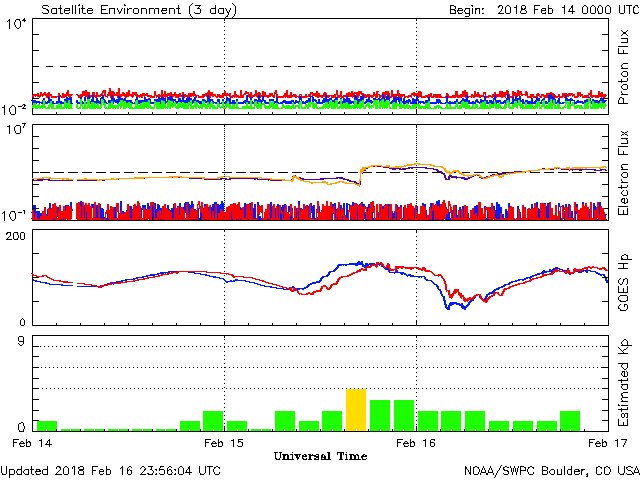 Satellite Environment (3 day)
Begin: 2018 Feb 14 0000 UTC
10⁴
10⁻²
Proton Flux
10⁷
10⁻¹
Electron Flux
200
0
GOES Hp
9
0
Estimated Kp
Feb 14
Feb 15
Feb 16
Feb 17
Universal Time
Updated 2018 Feb 16 23:56:04 UTC
NOAA/SWPC Boulder, CO USA